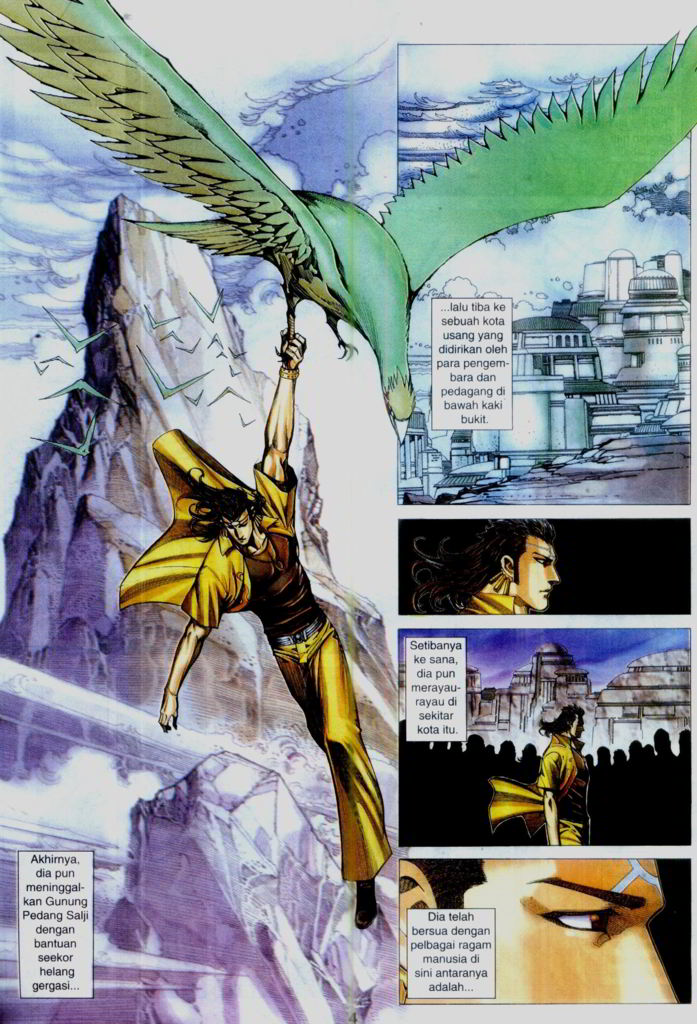 Akhirnya,
dia pun
meninggal-
kan Gunung
Pedang Salji
dengan
bantuan
seekor
helang
gergasi...
...lalu tiba ke
sebuah kota
usang yang
didirikan oleh
para pengem-
bara dan
pedagang di
bawah kaki
bukit.
Setibanya
ke sana,
dia pun
merayau-
rayau di
sekitar
kota itu.
Dia telah
bersua dengan
pelbagai ragam
manusia di
sini antaranya
adalah...